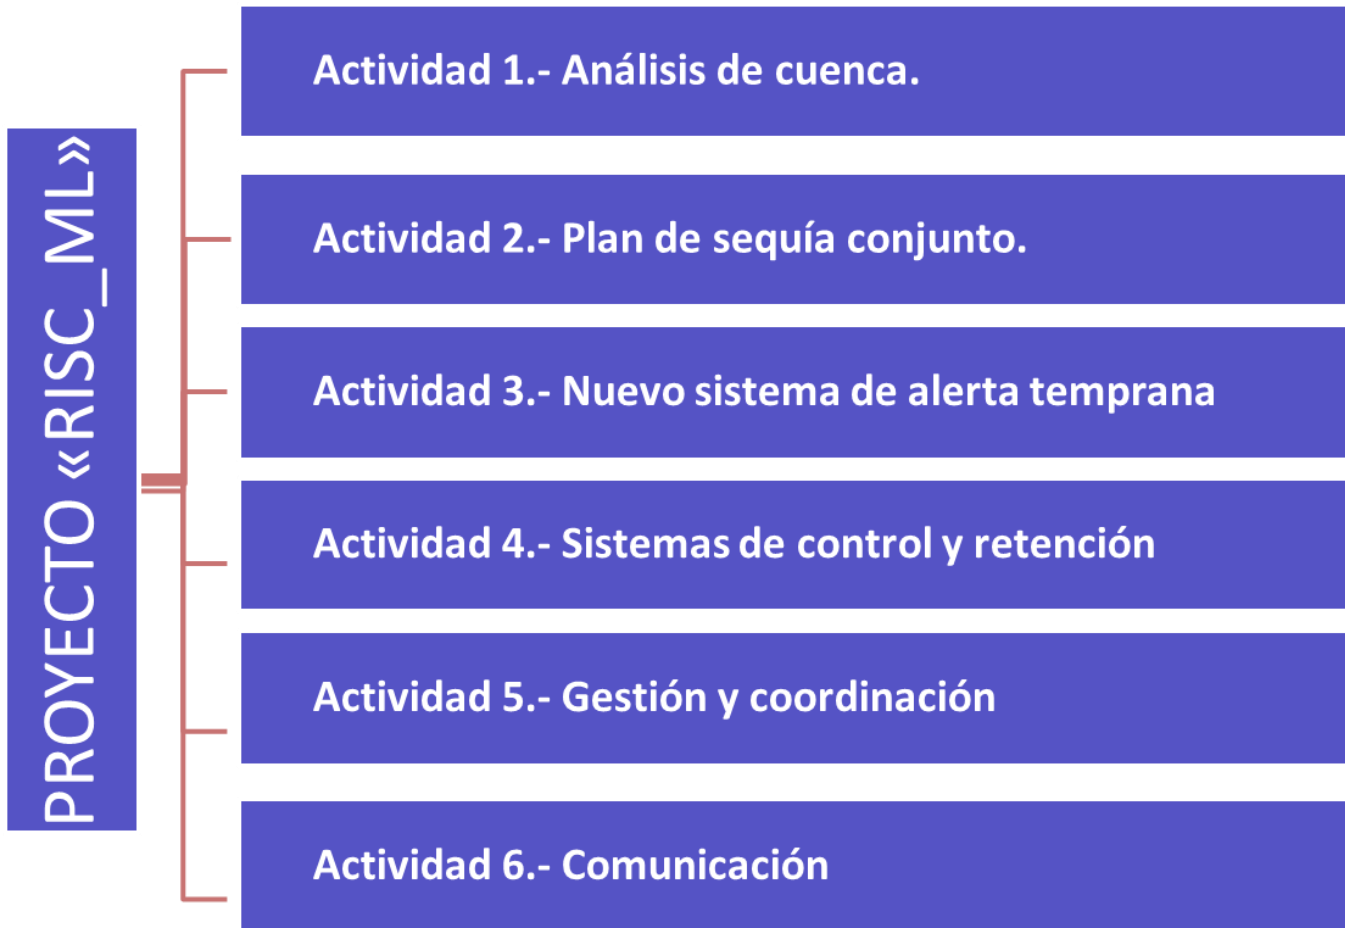 PROYECTO «RISC_ML»
Actividad 1.- Análisis de cuenca.
Actividad 2.- Plan de sequía conjunto.
Actividad 3.- Nuevo sistema de alerta temprana
Actividad 4.- Sistemas de control y retención
Actividad 5.- Gestión y coordinación
Actividad 6.- Comunicación